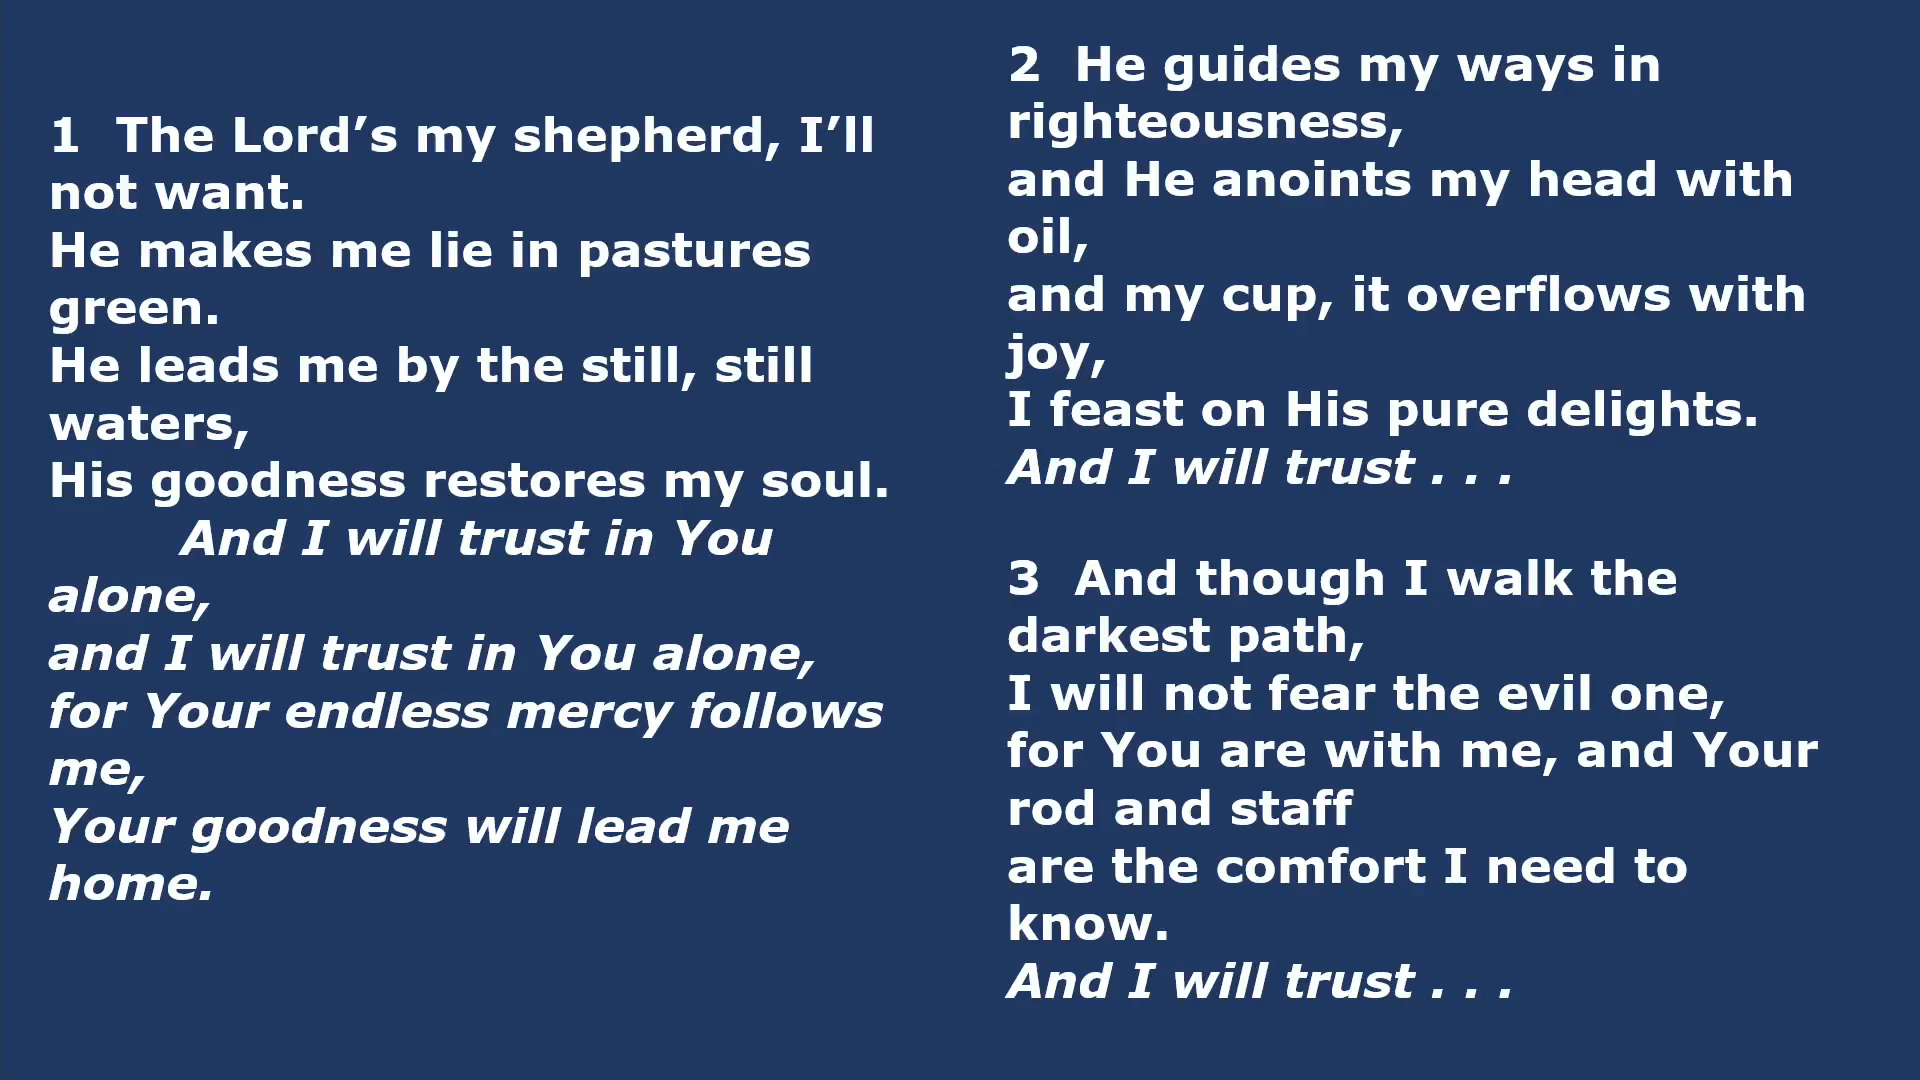 1  The Lord’s my shepherd, I’ll
not want.
He makes me lie in pastures
green.
He leads me by the still, still
waters,
His goodness restores my soul.
And I will trust in You
alone,
and I will trust in You alone,
for Your endless mercy follows
me,
Your goodness will lead me
home.
2  He guides my ways in
righteousness,
and He anoints my head with
oil,
and my cup, it overflows with
joy,
I feast on His pure delights.
And I will trust . . .
3  And though I walk the
darkest path,
I will not fear the evil one,
for You are with me, and Your
rod and staff
are the comfort I need to
know.
And I will trust . . .